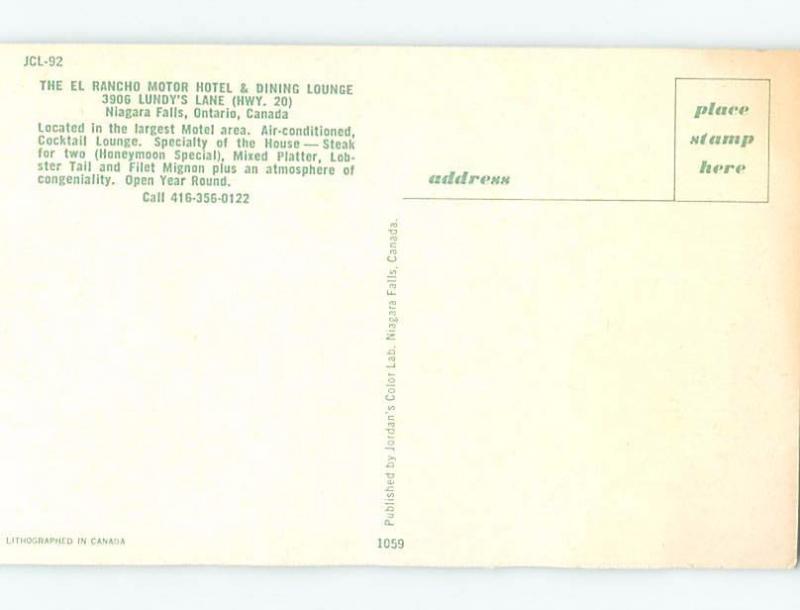 JCL-92
THE EL RANCHO MOTOR HOTEL & DINING LOUNGE
3906 LUNDY'S LANE (HWY. 20)
Niagara Falls, Ontario, Canada
Located in the largest Motel area. Air-conditioned,
Cocktail Lounge. Specialty of the House — Steak
for two (Honeymoon Special), Mixed Platter, Lob-
ster Tail and Filet Mignon plus an atmosphere of
congeniality. Open Year Round.
Call 416-356-0122
place
stamp
here
address
Published by Jordan's Color Lab. Niagara Falls, Canada.
LITHOGRAPHED IN CANADA
1059